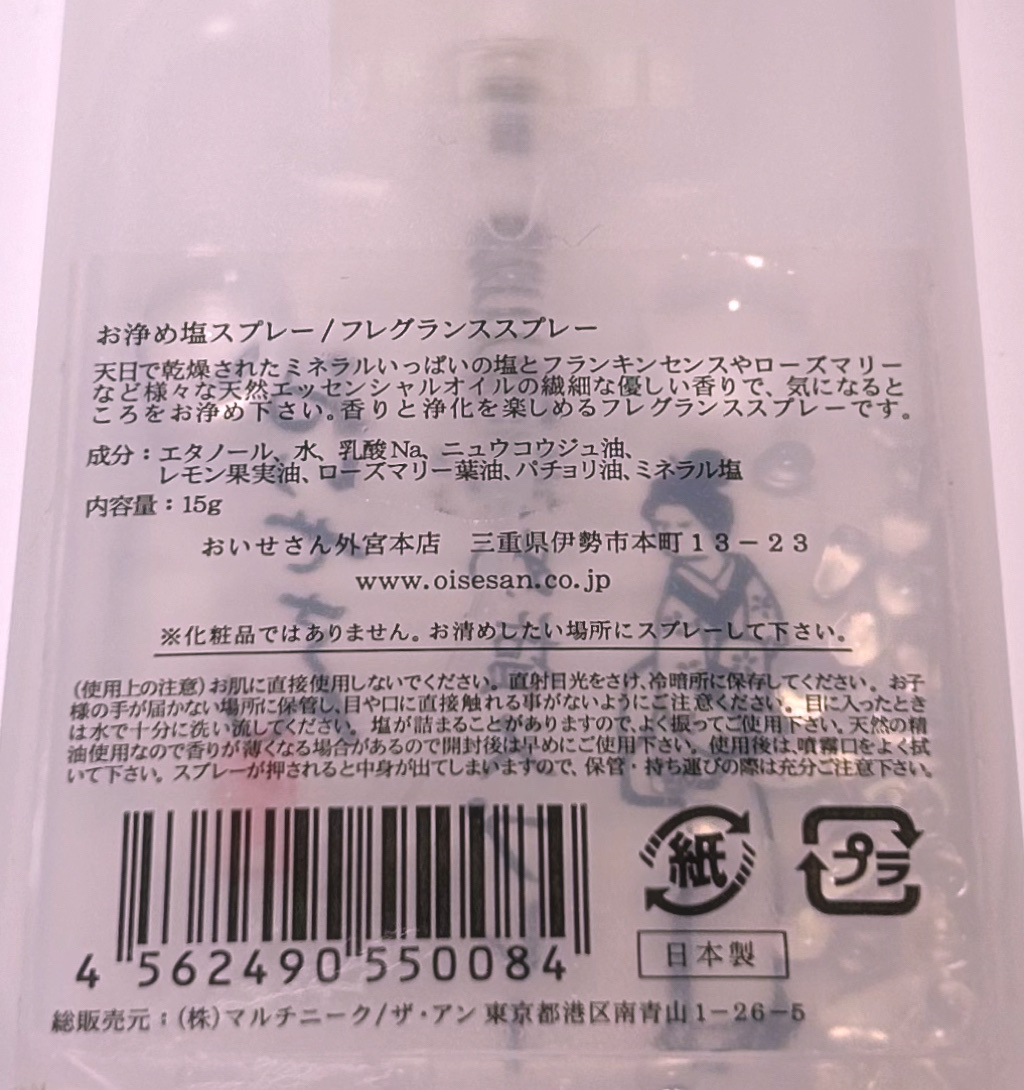 お浄め塩スプレー/フレグランススプレー
天日で乾燥されたミネラルいっぱいの塩とフランキンセンスやローズマリー
など様々な天然エッセンシャルオイルの繊細な優しい香りで、気になると
ころをお浄め下さい。香りと浄化を楽しめるフレグランススプレーです。
成分：エタノール、水、乳酸Na、ニュウコウジュ油、
レモン果実油、ローズマリー葉油、パチョリ油、ミネラル塩
内容量：15g
おいせさん外宮本店　三重県伊勢市本町13－23
www.oisesan.co.jp
※化粧品ではありません。お清めしたい場所にスプレーして下さい。
(使用上の注意)お肌に直接使用しないでください。直射日光をさけ、冷暗所に保存してください。お子
様の手が届かない場所に保管し、目や口に直接触れる事がないようにご注意ください。目に入ったとき
は水で十分に洗い流してください。塩が詰まることがありますので、よく振ってご使用下さい。天然の精
油使用なので香りが薄くなる場合があるので開封後は早めにご使用下さい。使用後は、噴霧口をよく拭
いて下さい。スプレーが押されると中身が出てしまいますので、保管・持ち運びの際は充分ご注意下さい。
紙 プラ
日本製
4 562490 550084
総販売元：(株)マルチニーク/ザ・アン 東京都港区南青山1－26－5